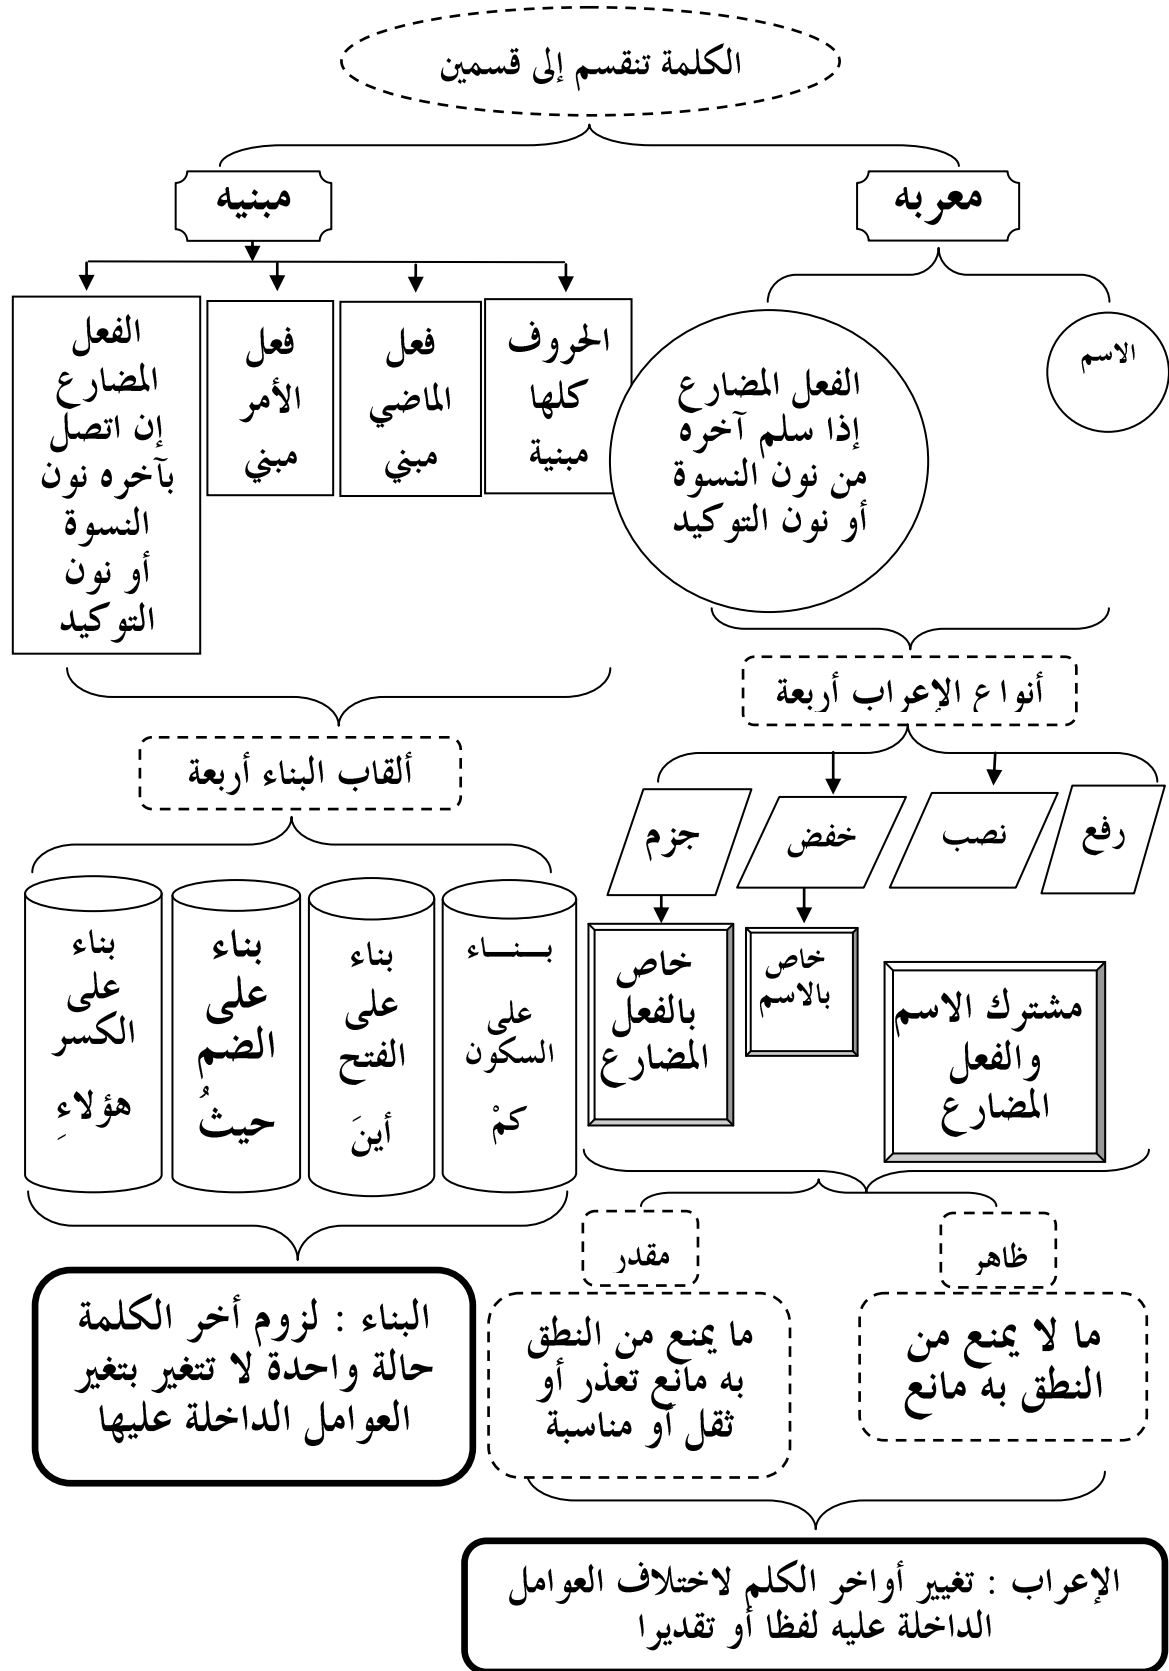 الكلمة تنقسم إلى قسمين
معربه
مبنيه
الاسم
الفعل المضارع
إذا سلم آخره
من نون النسوة
أو نون التوكيد
الحروف
كلها
مبنية
فعل
الماضي
مبني
فعل
الأمر
مبني
الفعل
المضارع
إن اتصل
بآخره نون
النسوة
أو نون
التوكيد
أنواع الإعراب أربعة
رفع
نصب
خفض
جزم
مشترك الاسم
والفعل
المضارع
خاص
بالاسم
خاص
بالفعل
المضارع
ألقاب البناء أربعة
بـنـــاء
على
السكون
كمْ
بناء
على
الفتح
أينَ
بناء
على
الضم
حيثُ
بناء
على
الكسر
هؤلاءِ
ظاهر
مقدر
ما لا يمنع من
النطق به مانع
ما يمنع من النطق
به مانع تعذر أو
ثقل أو مناسبة
البناء : لزوم أخر الكلمة
حالة واحدة لا تتغير بتغير
العوامل الداخلة عليها
الإعراب : تغيير أواخر الكلم لاختلاف العوامل
الداخلة عليه لفظا أو تقديرا